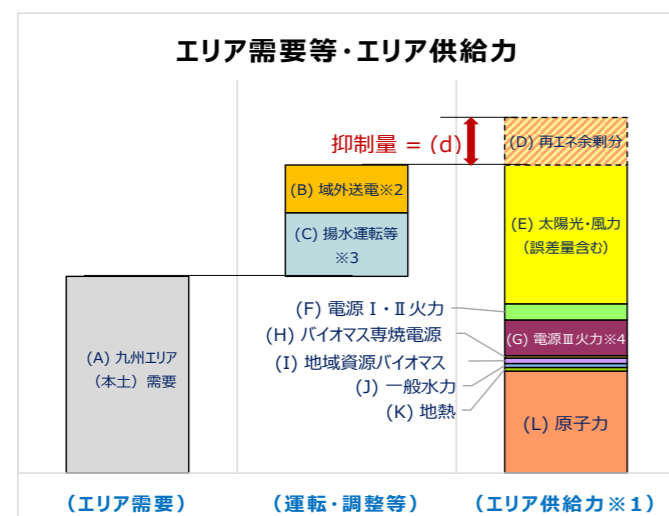 エリア需要等・エリア供給力
抑制量 = (d)
(D) 再エネ余剰分
(B) 域外送電※2
(C) 揚水運転等
※3
(E) 太陽光・風力
(誤差量含む)
(F) 電源Ⅰ・Ⅱ火力
(G) 電源Ⅲ火力※4
(H) バイオマス専焼電源
(I) 地域資源バイオマス
(J) 一般水力
(K) 地熱
(A) 九州エリア
(本土)需要
(L) 原子力
(エリア需要)
(運転・調整等)
(エリア供給力※1)